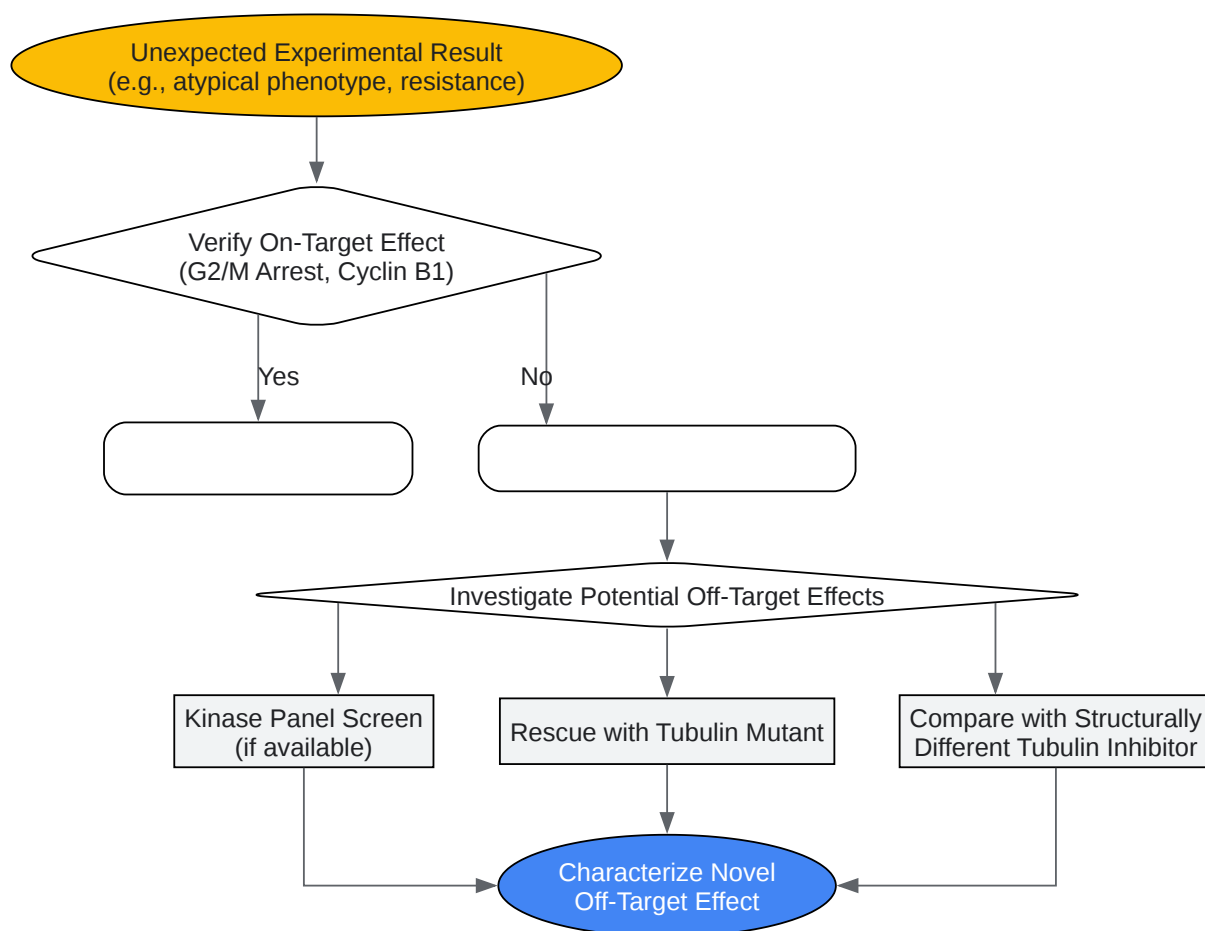 Unexpected Experimental Result
(e.g., atypical phenotype, resistance)
Verify On-Target Effect
(G2/M Arrest, Cyclin B1)
Yes
No
Investigate Potential Off-Target Effects
Kinase Panel Screen
(if available)
Rescue with Tubulin Mutant
Compare with Structurally
Different Tubulin Inhibitor
Characterize Novel
Off-Target Effect